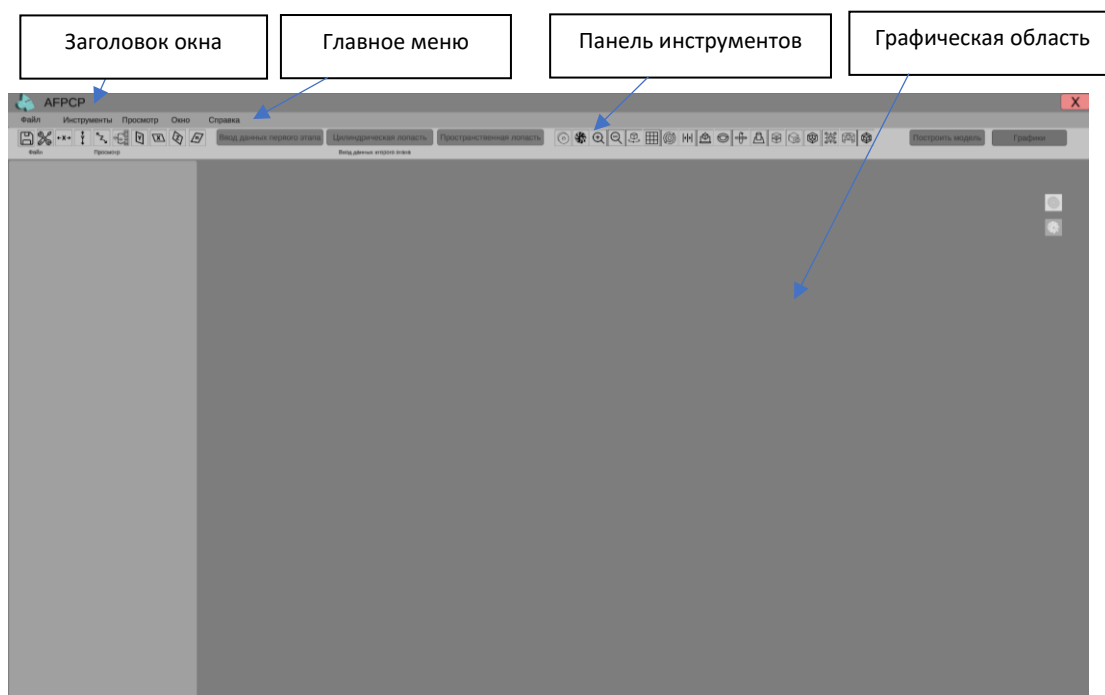 Заголовок окна
Главное меню
Панель инструментов
Графическая область
AFPCP
X
Файл Инструменты Просмотр Окно Справка
Ввод данных первого этапа Цилиндрическая лопасть Пространственная лопасть Построить модель Графики
Файл Просмотр Ввод данных второго этапа